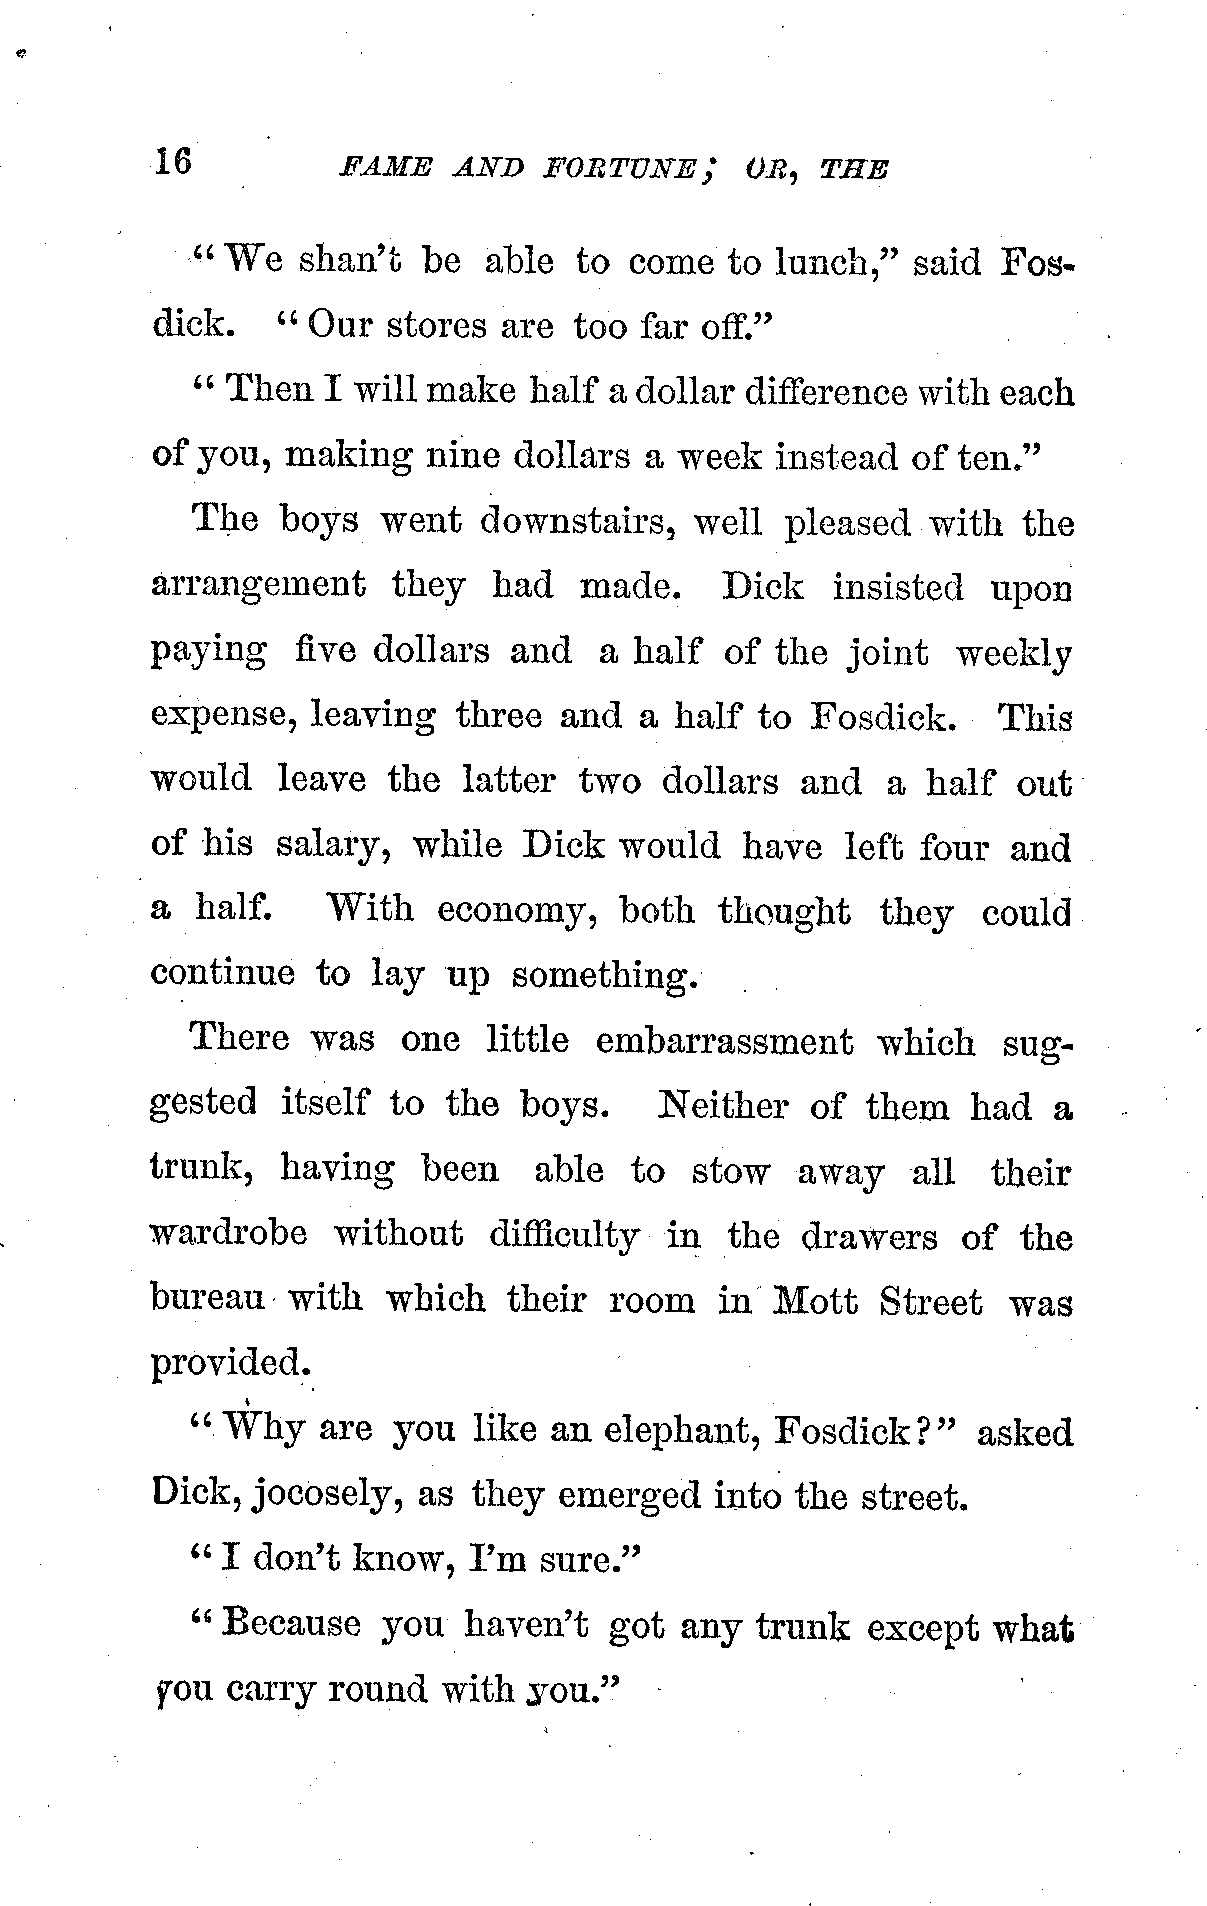 16 FAME AND FORTUNE; OR, THE
"We shan't be able to come to lunch," said Fos-
dick. "Our stores are too far off."
"Then I will make half a dollar difference with each
of you, making nine dollars a week instead of ten."
The boys went downstairs, well pleased with the
arrangement they had made. Dick insisted upon
paying five dollars and a half of the joint weekly
expense, leaving three and a half to Fosdick. This
would leave the latter two dollars and a half out
of his salary, while Dick would have left four and
a half. With economy, both thought they could
continue to lay up something.
There was one little embarrassment which sug-
gested itself to the boys. Neither of them had a
trunk, having been able to stow away all their
wardrobe without difficulty in the drawers of the
bureau with which their room in Mott Street was
provided.
"Why are you like an elephant, Fosdick?" asked
Dick, jocosely, as they emerged into the street.
"I don't know, I'm sure."
"Because you haven't got any trunk except what
you carry round with you."